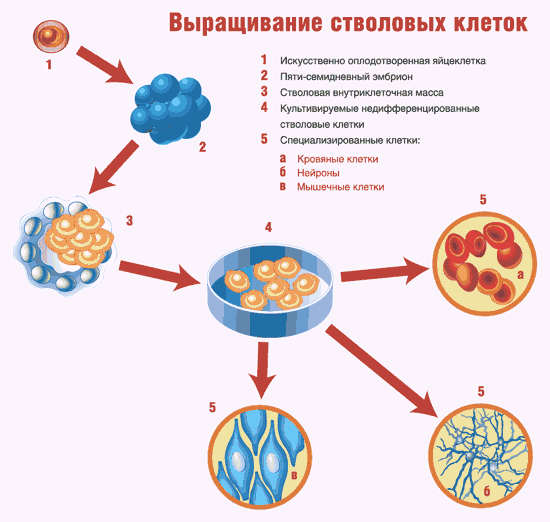 Выращивание стволовых клеток
1 Искусственно оплодотворенная яйцеклетка
2 Пяти-семидневный эмбрион
3 Стволовая внутриклеточная масса
4 Культивируемые недифференцированные
стволовые клетки
5 Специализированные клетки:
а Кровяные клетки
б Нейроны
в Мышечные клетки
1
2
3
4
5
а
5
в
5
б